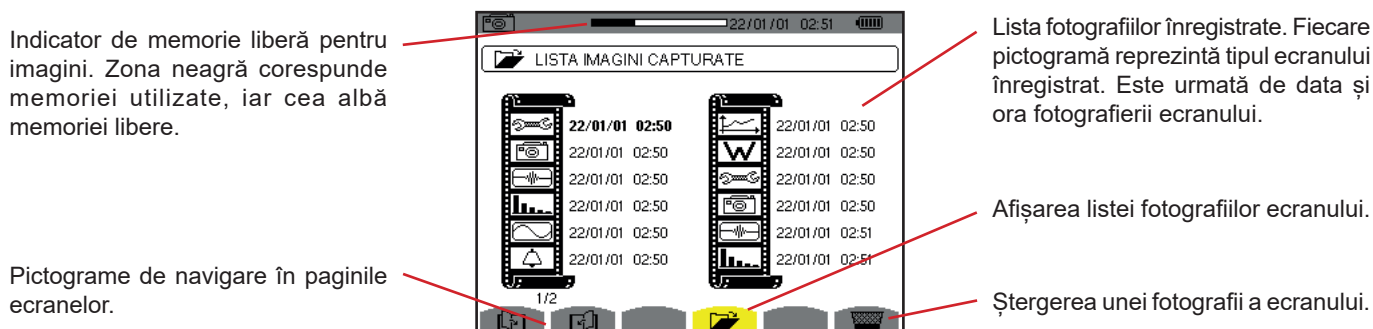 Indicator de memorie liberă pentru
imagini. Zona neagră corespunde
memoriei utilizate, iar cea albă
memoriei libere.
Pictograme de navigare în paginile
ecranelor.
22/01/01 02:51
LISTA IMAGINI CAPTURATE
22/01/01 02:50
22/01/01 02:50
22/01/01 02:50
22/01/01 02:50
22/01/01 02:50
22/01/01 02:50
22/01/01 02:50
W 22/01/01 02:50
22/01/01 02:50
22/01/01 02:50
22/01/01 02:51
22/01/01 02:51
1/2
Lista fotografiilor înregistrate. Fiecare
pictogramă reprezintă tipul ecranului
înregistrat. Este urmată de data și
ora fotografierii ecranului.
Afișarea listei fotografiilor ecranului.
Ștergerea unei fotografii a ecranului.